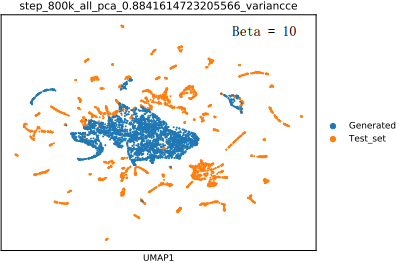 step_800k_all_pca_0.8841614723205566_variancce
Beta = 10
Generated
Test_set
UMAP1